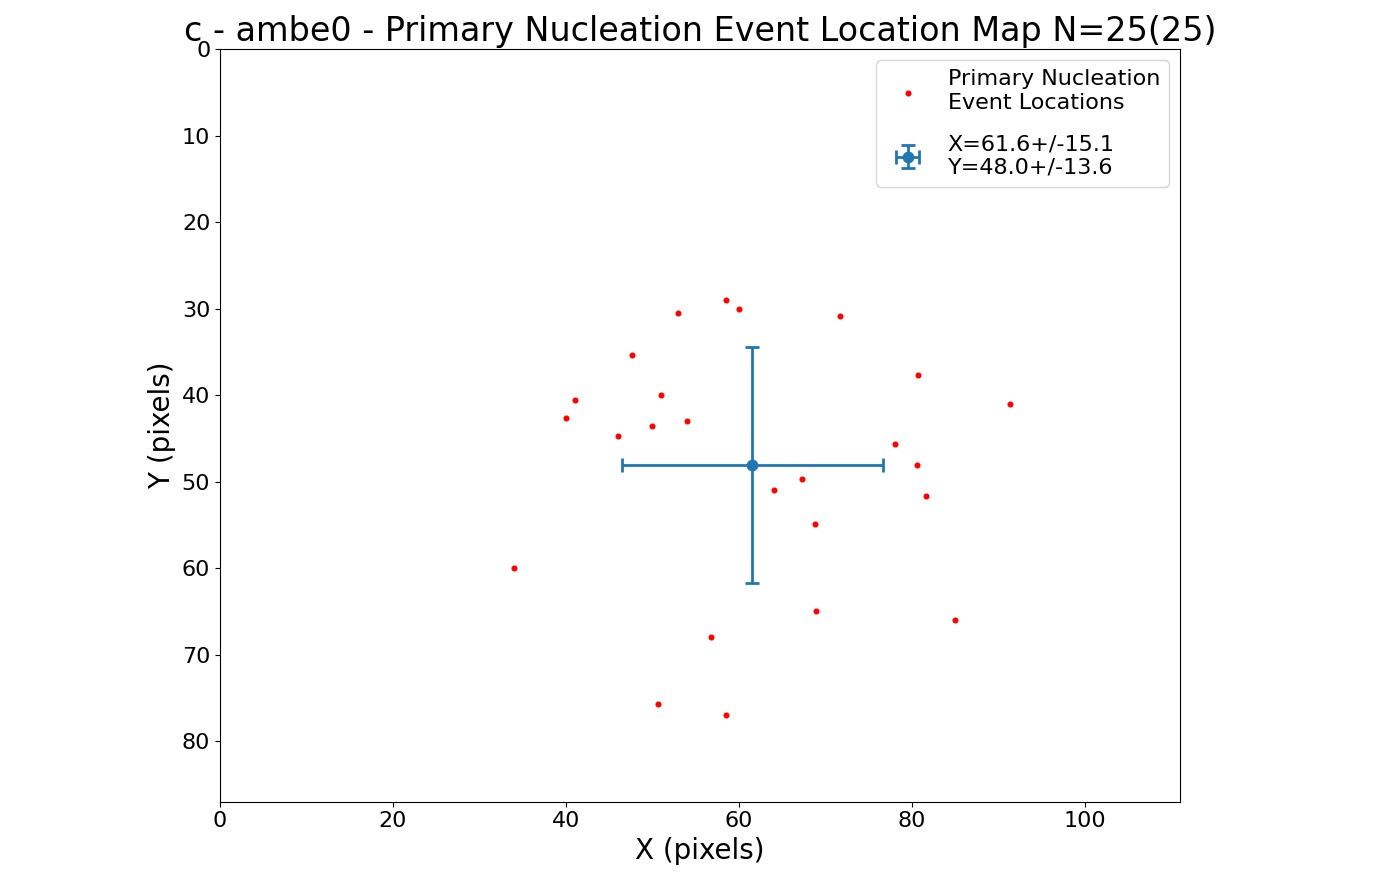 c - ambe0 - Primary Nucleation Event Location Map N=25(25)
Primary Nucleation
Event Locations
X=61.6+/-15.1
Y=48.0+/-13.6
Y (pixels)
0
10
20
30
40
50
60
70
80
0 20 40 60 80 100
X (pixels)